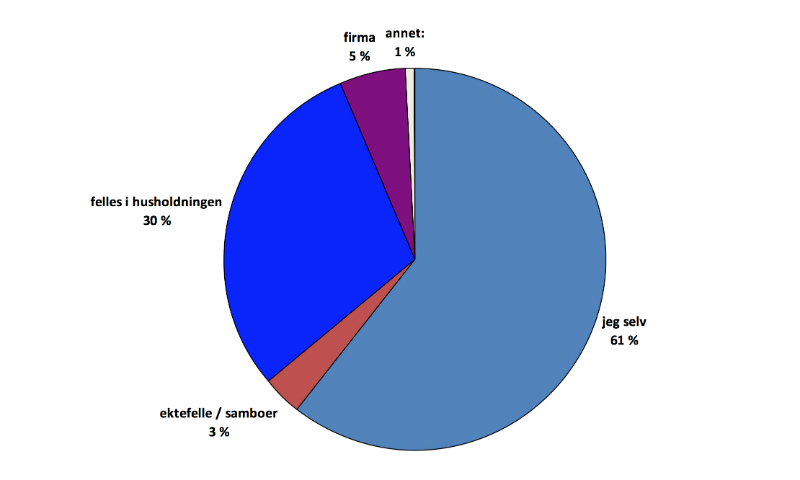 firma
5 %
annet:
1 %
felles i husholdningen
30 %
jeg selv
61 %
ektefelle / samboer
3 %